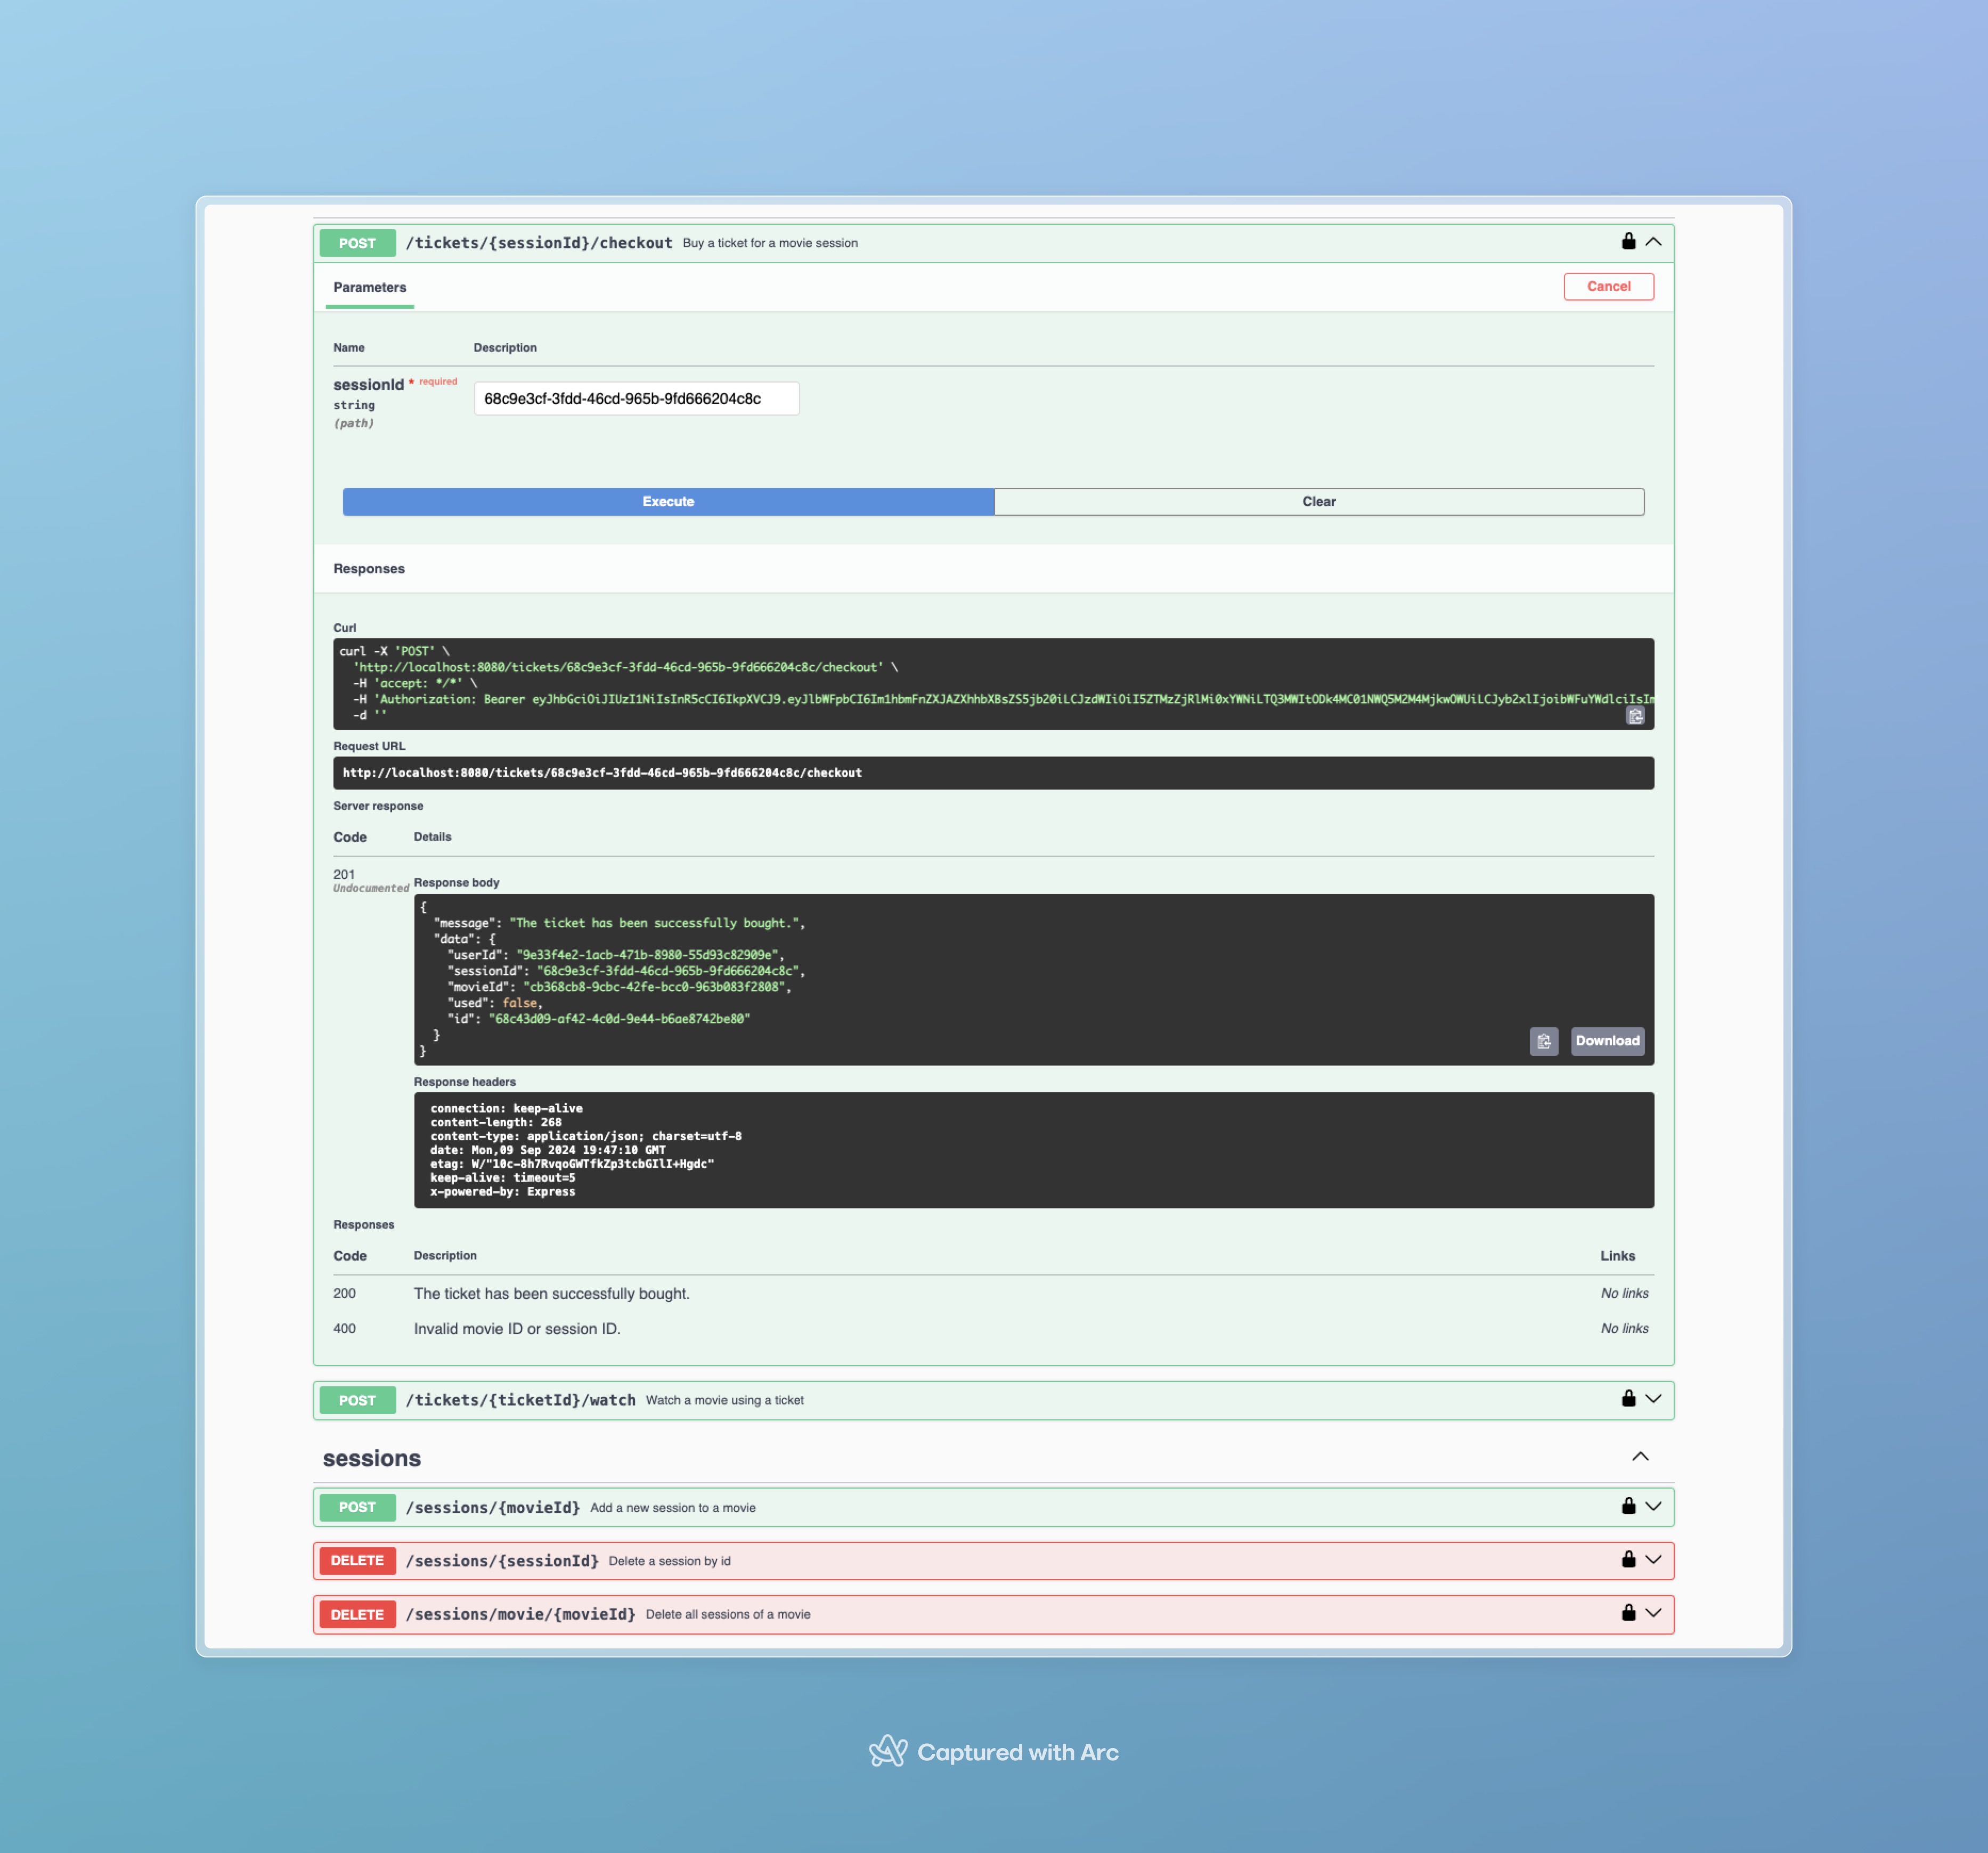 POST /tickets/{sessionId}/checkout Buy a ticket for a movie session
Parameters Cancel
Name Description
sessionId * required
string
(path)
68c9e3cf-3fdd-46cd-965b-9fd666204c8c
Execute Clear
Responses
Curl
curl -X 'POST' \
'http://localhost:8080/tickets/68c9e3cf-3fdd-46cd-965b-9fd666204c8c/checkout' \
-H 'accept: */*' \
-H 'Authorization: Bearer
-d ''
Request URL
http://localhost:8080/tickets/68c9e3cf-3fdd-46cd-965b-9fd666204c8c/checkout
Server response
Code Details
201
Undocumented
Response body
{
"message": "The ticket has been successfully bought.",
"data": {
"userId": "9e33f4e2-1acb-471b-8980-55d93c82909e",
"sessionId": "68c9e3cf-3fdd-46cd-965b-9fd666204c8c",
"movieId": "cb368cb8-9cbc-42fe-bcc0-963b083f2808",
"used": false,
"id": "68c43d09-af42-4c0d-9e44-b6ae8742be80"
}
}
Download
Response headers
connection: keep-alive
content-length: 268
content-type: application/json; charset=utf-8
date: Mon,09 Sep 2024 19:47:10 GMT
etag: W/"10c-8h7RvqoGWTfkZp3tcbGIlI+Hgdc"
keep-alive: timeout=5
x-powered-by: Express
Responses
Code Description Links
200 The ticket has been successfully bought. No links
400 Invalid movie ID or session ID. No links
POST /tickets/{ticketId}/watch Watch a movie using a ticket
sessions
POST /sessions/{movieId} Add a new session to a movie
DELETE /sessions/{sessionId} Delete a session by id
DELETE /sessions/movie/{movieId} Delete all sessions of a movie
Captured with Arc